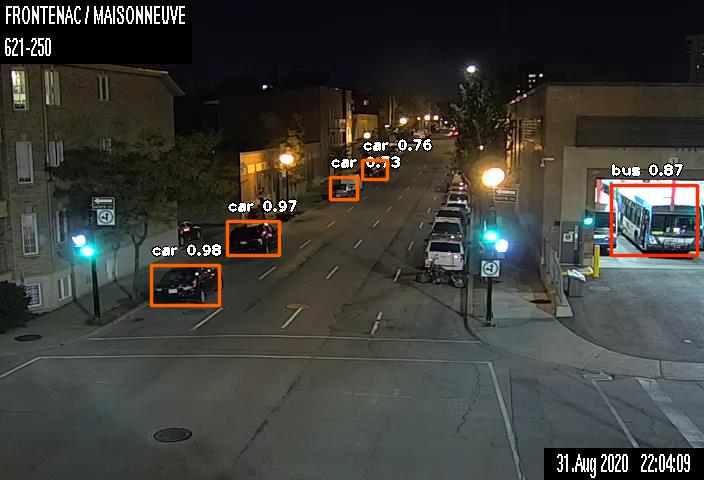 FRONTENAC / MAISONNEUVE
621-250
car 0.76
car 0.73
bus 0.87
car 0.97
car 0.98
31.Aug 2020 22:04:09